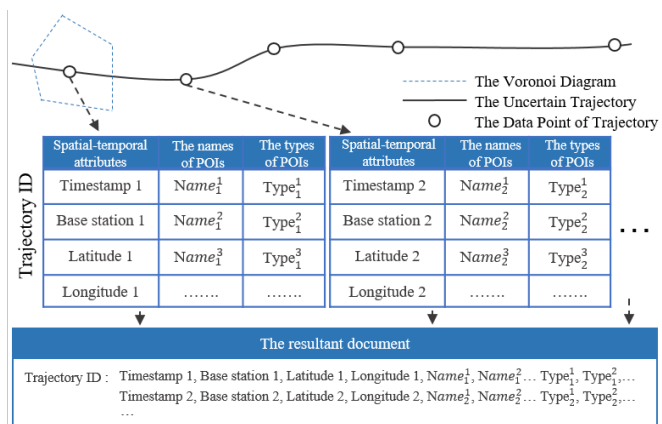 The Voronoi Diagram
The Uncertain Trajectory
The Data Point of Trajectory
Trajectory ID
Spatial-temporal attributes | The names of POIs | The types of POIs
Timestamp 1 | Name₁¹ | Type₁¹
Base station 1 | Name₁² | Type₁²
Latitude 1 | Name₁³ | Type₁³
Longitude 1 | ……. | …...
Spatial-temporal attributes | The names of POIs | The types of POIs
Timestamp 2 | Name₂¹ | Type₂¹
Base station 2 | Name₂² | Type₂²
Latitude 2 | Name₂³ | Type₂³
Longitude 2 | ……. | …...
...
The resultant document
Trajectory ID : Timestamp 1, Base station 1, Latitude 1, Longitude 1, Name₁¹, Name₁²... Type₁¹, Type₁²,...
Timestamp 2, Base station 2, Latitude 2, Longitude 2, Name₂¹, Name₂²... Type₂¹, Type₂²,...
...